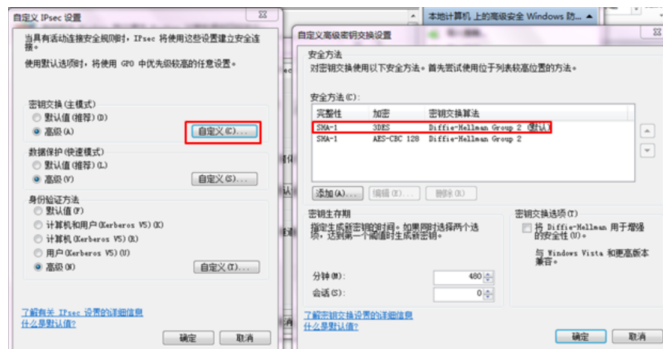 自定义 IPsec 设置
当具有活动连接安全规则时，IPsec 将使用这些设置建立安全连
接。
使用默认选项时，将使用 GPO 中优先级较高的任意设置。
密钥交换(主模式)
默认值(推荐)(D)
高级(A)
自定义(C)...
数据保护(快速模式)
默认值(推荐)(L)
高级(V)
自定义(S)...
身份验证方法
默认值(F)
计算机和用户(Kerberos V5)(K)
计算机(Kerberos V5)(R)
用户(Kerberos V5)(U)
高级(N)
自定义(T)...
了解有关 IPsec 设置的详细信息
什么是默认值?
确定
取消
本地计算机 上的高级安全 Windows 防...
自定义高级密钥交换设置
安全方法
对密钥交换使用以下安全方法。首先尝试使用位于列表较高位置的方法。
安全方法(E):
完整性 加密 密钥交换算法
SHA-1 3DES Diffie-Hellman Group 2 (默认)
SHA-1 AES-CBC 128 Diffie-Hellman Group 2
添加(A)...
编辑(E)...
删除(R)
密钥生存期
指定生成新密钥的时间。如果同时选择两个选
项，达到第一个阈值时生成新密钥。
分钟(M): 480
会话(S): 0
密钥交换选项(T)
将 Diffie-Hellman 用于增强
的安全性(U)。
与 Windows Vista 和更高版本
兼容。
了解密钥交换设置的详细信息
什么是默认值?
确定
取消